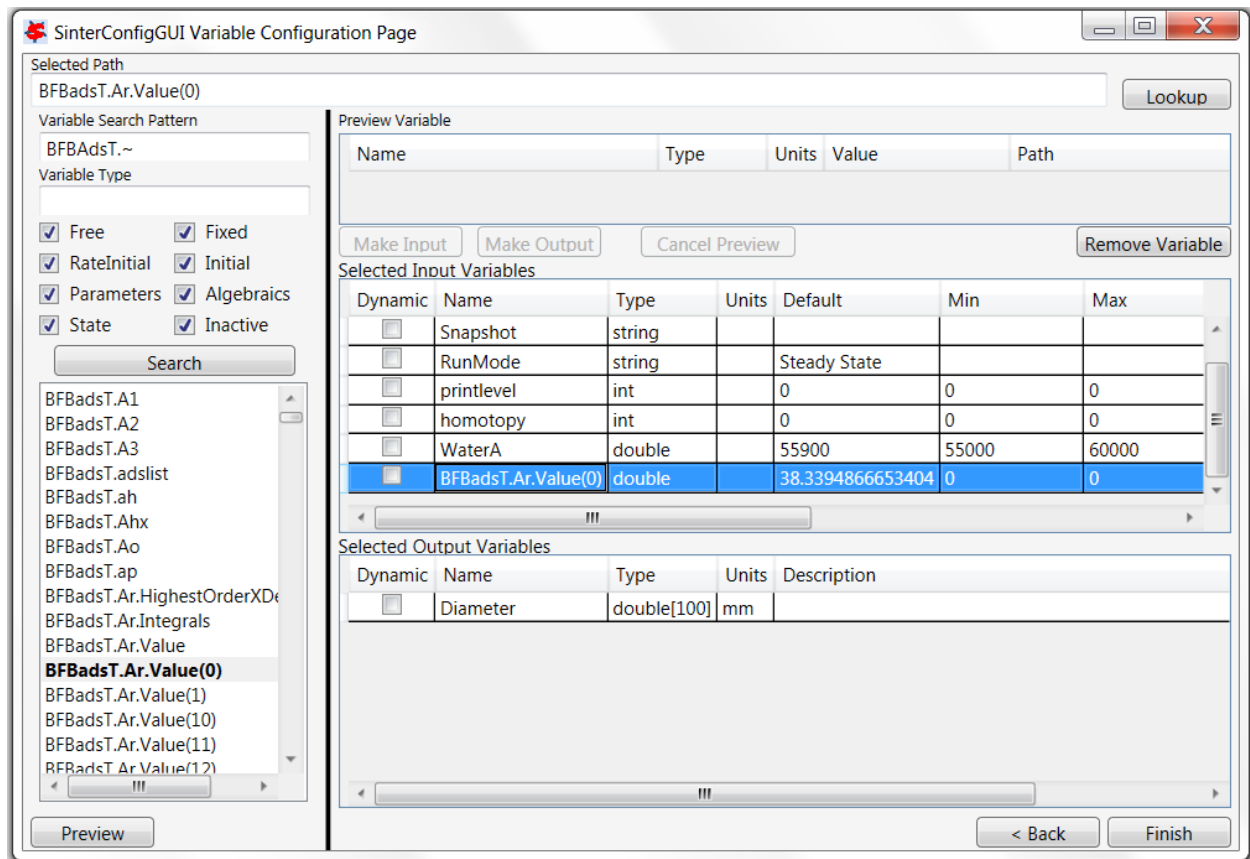 SinterConfigGUI Variable Configuration Page
Selected Path
BFBadsT.Ar.Value(0)
Lookup
Variable Search Pattern
BFBAdsT.~
Variable Type
Free Fixed
RateInitial Initial
Parameters Algebraics
State Inactive
Search
BFBadsT.A1
BFBadsT.A2
BFBadsT.A3
BFBadsT.adslist
BFBadsT.ah
BFBadsT.Ahx
BFBadsT.Ao
BFBadsT.ap
BFBadsT.Ar.HighestOrderXDe
BFBadsT.Ar.Integrals
BFBadsT.Ar.Value
BFBadsT.Ar.Value(0)
BFBadsT.Ar.Value(1)
BFBadsT.Ar.Value(10)
BFBadsT.Ar.Value(11)
BFBadsT.Ar.Value(12)
Preview
Preview Variable
Name Type Units Value Path
Make Input Make Output Cancel Preview Remove Variable
Selected Input Variables
Dynamic Name Type Units Default Min Max
Snapshot string
RunMode string Steady State
printlevel int 0 0 0
homotopy int 0 0 0
WaterA double 55900 55000 60000
BFBadsT.Ar.Value(0) double 38.3394866653404 0 0
Selected Output Variables
Dynamic Name Type Units Description
Diameter double[100] mm
< Back Finish